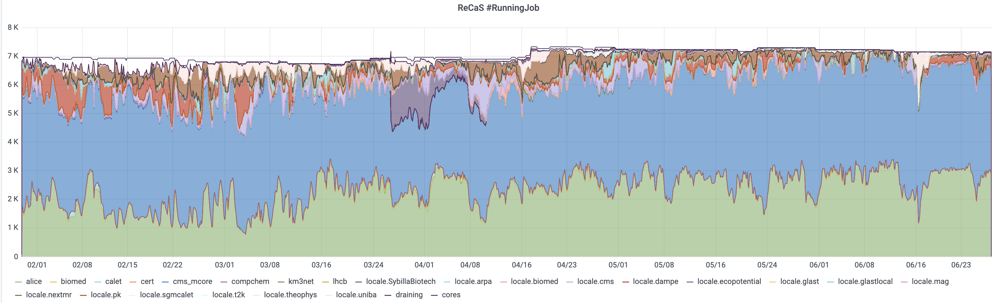 ReCaS #RunningJob
8 K
7 K
6 K
5 K
4 K
3 K
2 K
1 K
0
02/01 02/08 02/15 02/22 03/01 03/08 03/16 03/24 04/01 04/08 04/16 04/23 05/01 05/08 05/16 05/24 06/01 06/08 06/16 06/23
alice biomed calet cert cms_mcore compchem km3net lhcb locale.SybillaBiotech locale.arpa locale.biomed locale.cms locale.dampe locale.ecopotential locale.glast locale.glastlocal locale.mag
locale.nextmr locale.pk locale.sgmcalet locale.t2k locale.theophys locale.uniba draining cores